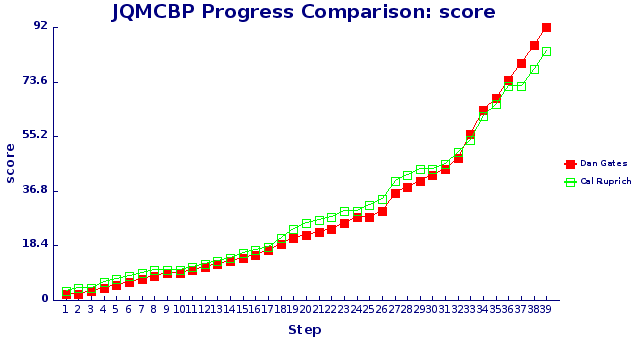 JQMCBP Progress Comparison: score
92
73.6
55.2
36.8
18.4
0
score
1 2 3 4 5 6 7 8 9 10 11 12 13 14 15 16 17 18 19 20 21 22 23 24 25 26 27 28 29 30 31 32 33 34 35 36 37 38 39
Step
Dan Gates
Cal Ruprich